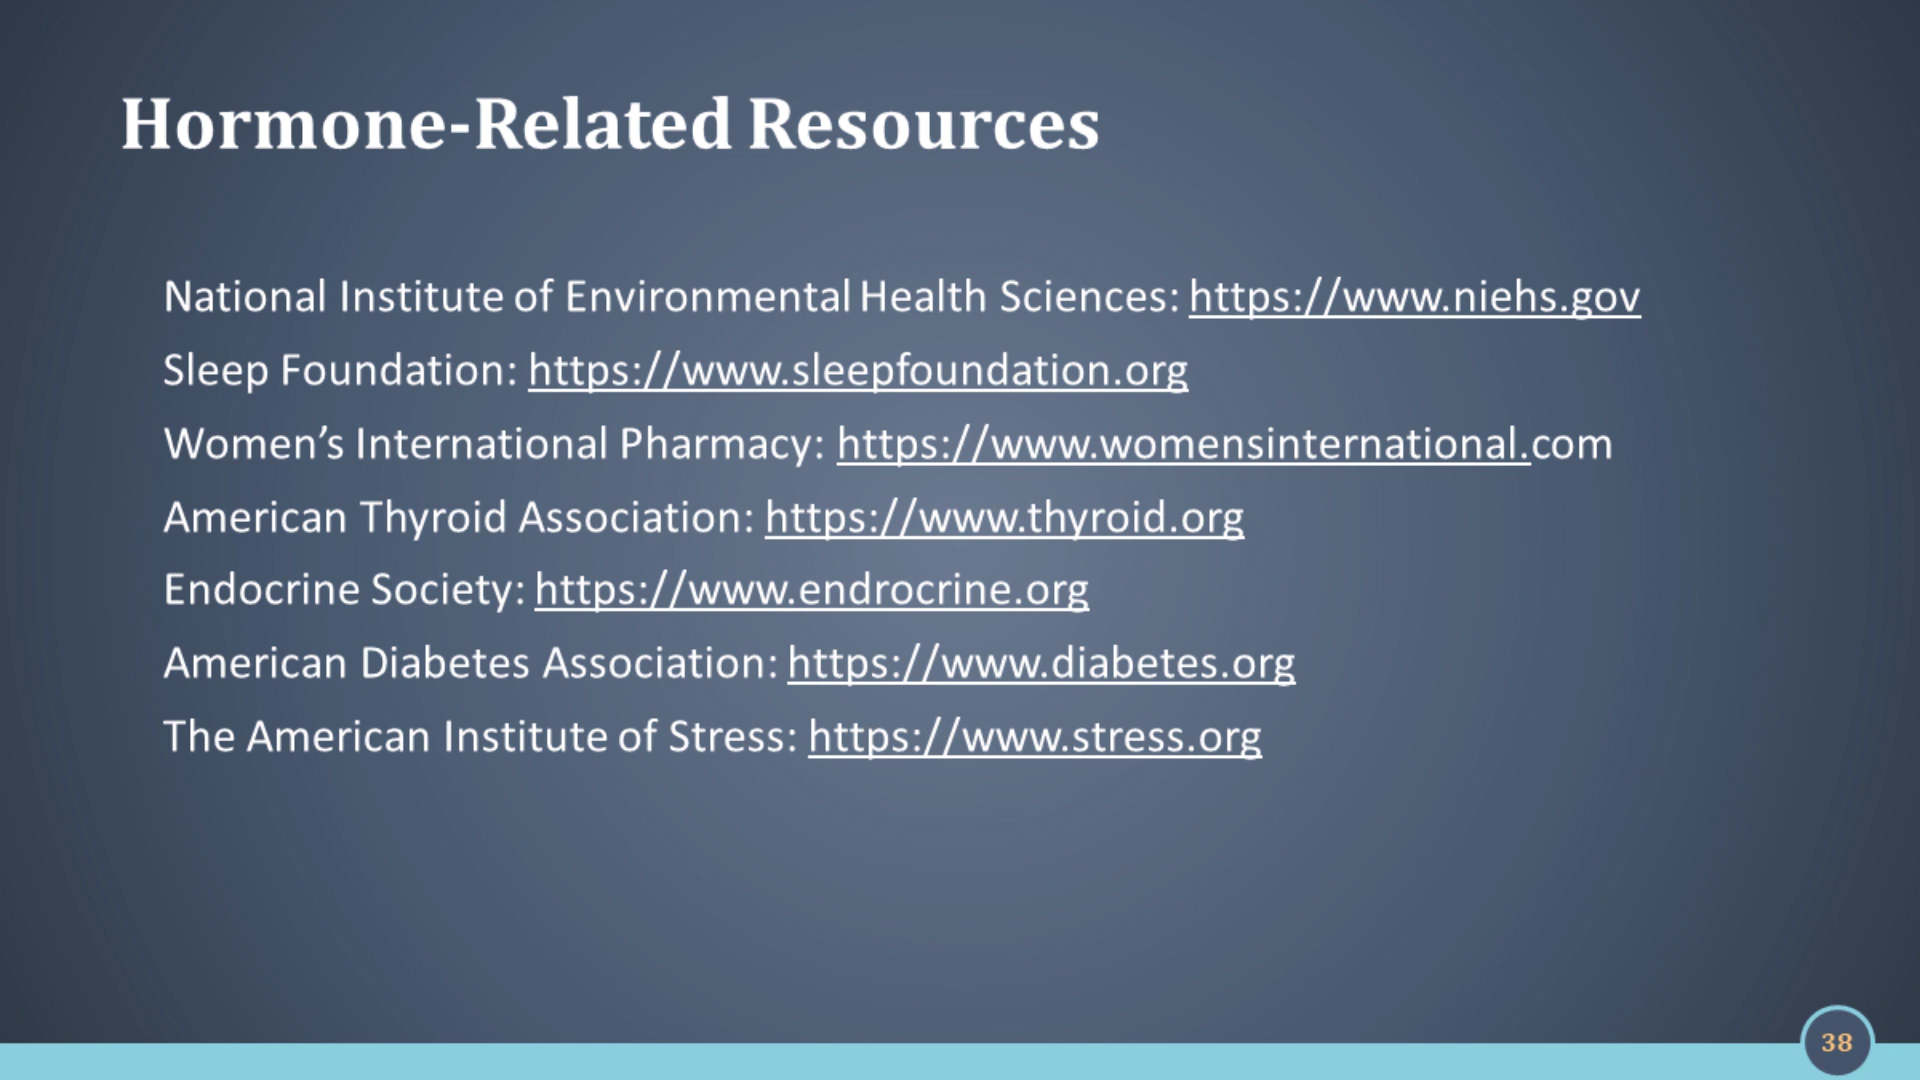 Hormone-Related Resources
National Institute of Environmental Health Sciences: https://www.niehs.gov
Sleep Foundation: https://www.sleepfoundation.org
Women’s International Pharmacy: https://www.womensinternational.com
American Thyroid Association: https://www.thyroid.org
Endocrine Society: https://www.endrocrine.org
American Diabetes Association: https://www.diabetes.org
The American Institute of Stress: https://www.stress.org
38